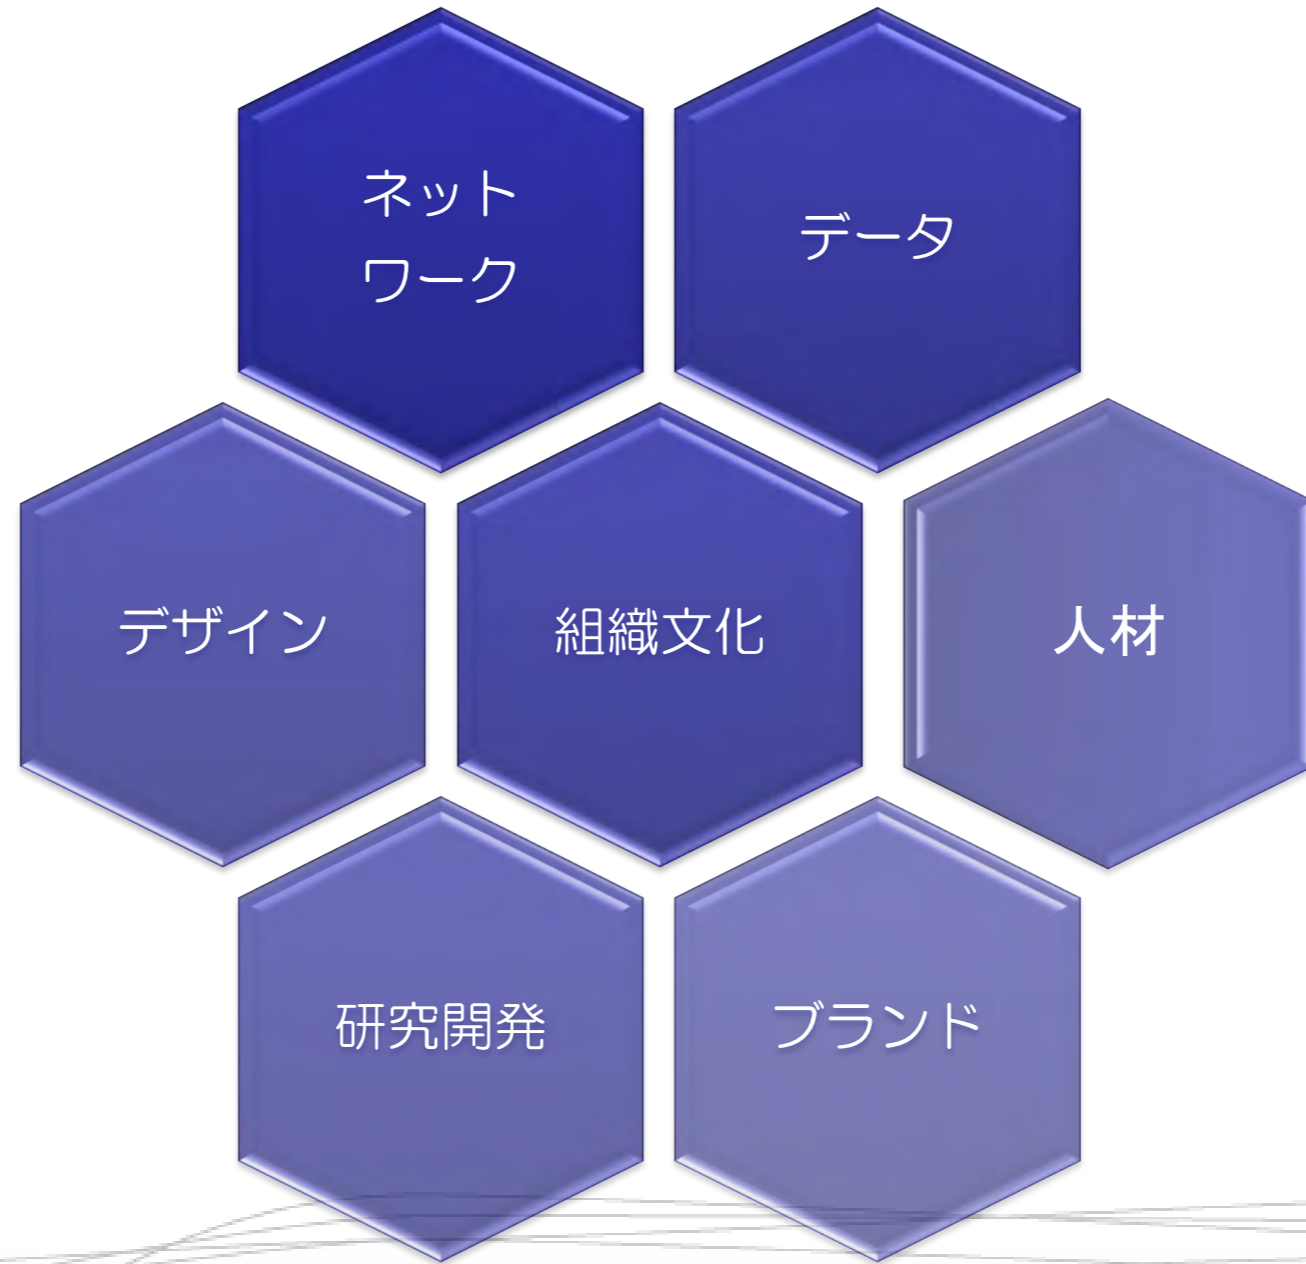 ネット
ワーク
データ
デザイン
組織文化
人材
研究開発
ブランド